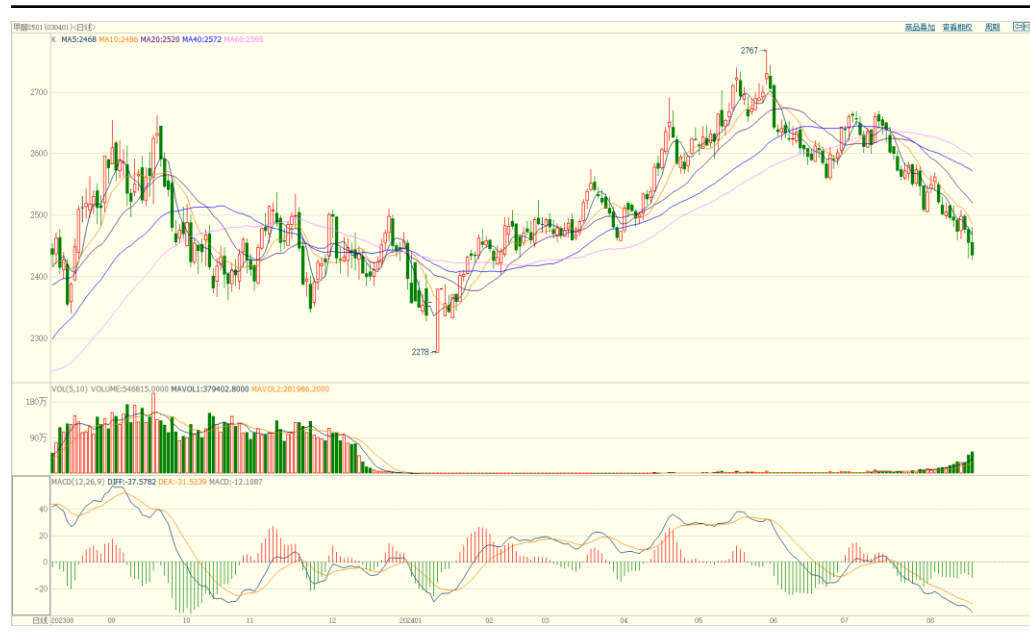 甲醇2501(030401)<日线> 商品叠加 查看期权 周期
K MA5:2468 MA10:2486 MA20:2520 MA40:2572 MA60:2595
2767
2700
2600
2500
2400
2300
2278
VOL(5,10) VOLUME:546815.0000 MAVOL1:379402.8000 MAVOL2:281986.2000
180万
90万
MACD(12,26,9) DIFF:-37.5782 DEA:-31.5239 MACD:-12.1087
40
20
0
-20
日线 202308 09 10 11 12 202401 02 03 04 05 06 07 08